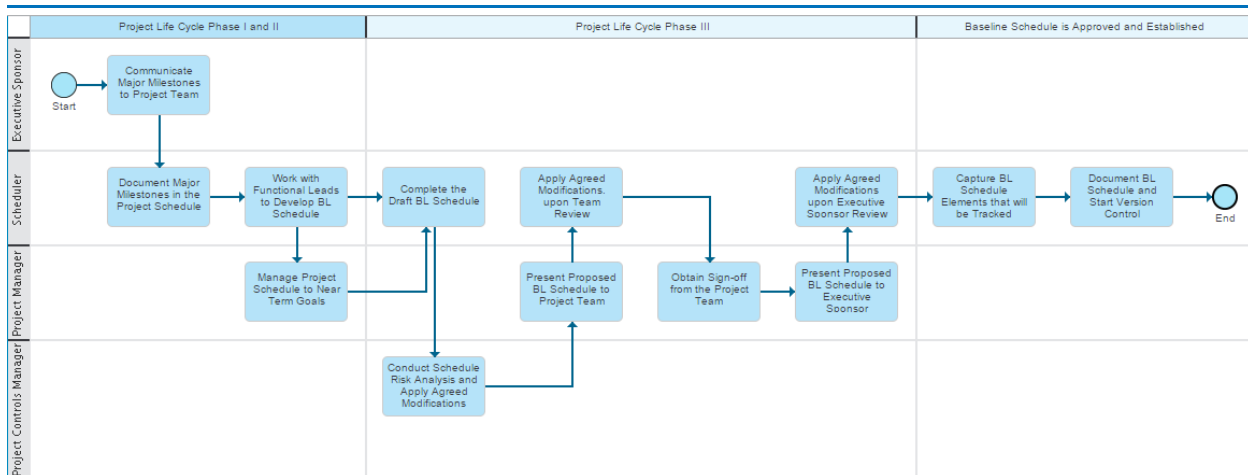 Project Life Cycle Phase I and II
Project Life Cycle Phase III
Baseline Schedule is Approved and Established
Executive Sponsor
Start
Communicate
Major Milestones
to Project Team
Scheduler
Document Major
Milestones in the
Project Schedule
Work with
Functional Leads
to Develop BL
Schedule
Complete the
Draft BL Schedule
Apply Agreed
Modifications.
upon Team
Review
Apply Agreed
Modifications
upon Executive
Sponsor Review
Capture BL
Schedule
Elements that will
be Tracked
Document BL
Schedule and
Start Version
Control
End
Project Manager
Manage Project
Schedule to Near
Term Goals
Present Proposed
BL Schedule to
Project Team
Obtain Sign-off
from the Project
Team
Present Proposed
BL Schedule to
Executive
Sponsor
Project Controls Manager
Conduct Schedule
Risk Analysis and
Apply Agreed
Modifications